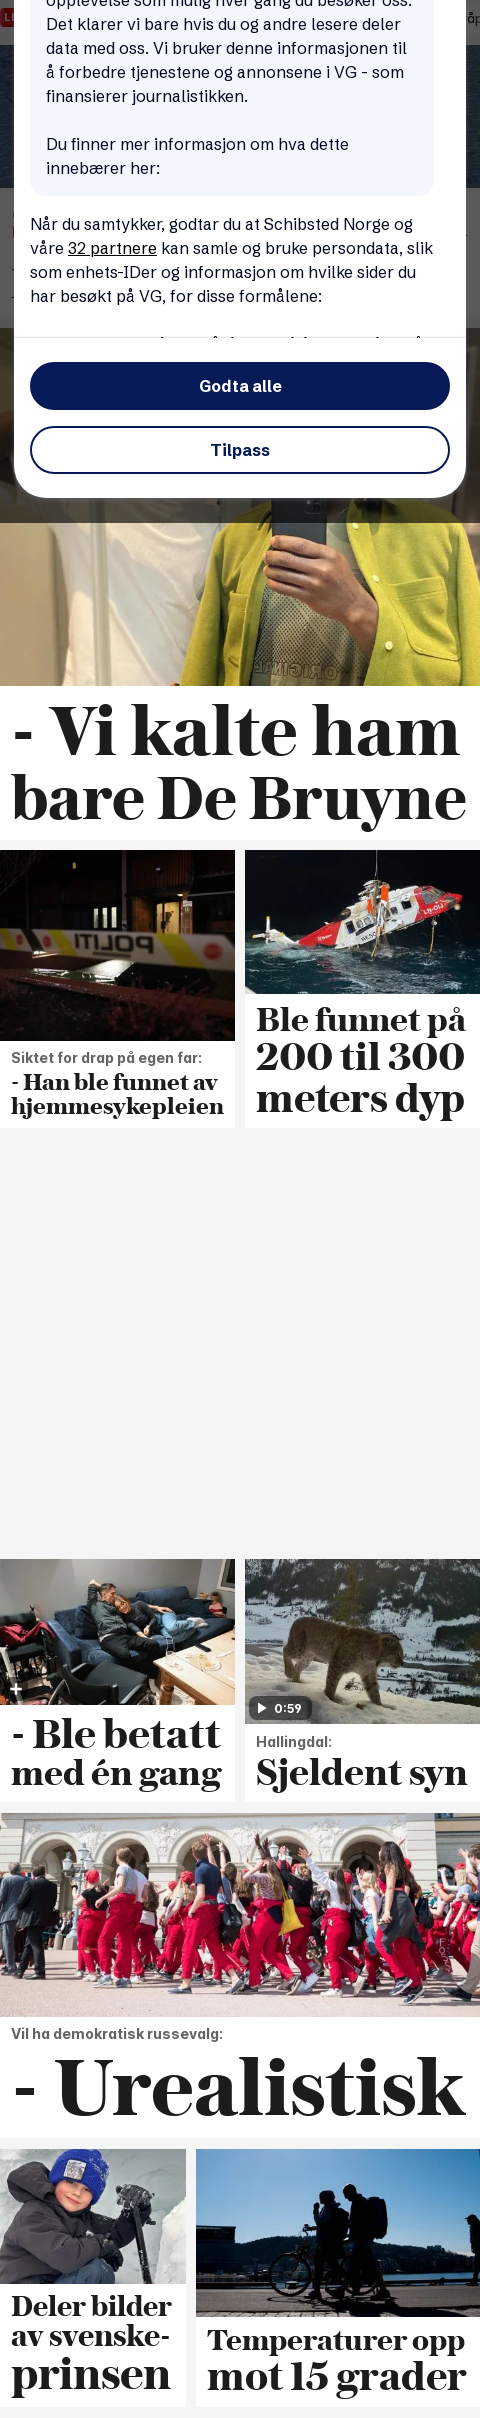 opplevelse som mulig hver gang du besøker oss.
Det klarer vi bare hvis du og andre lesere deler
data med oss. Vi bruker denne informasjonen til
å forbedre tjenestene og annonsene i VG - som
finansierer journalistikken.
Du finner mer informasjon om hva dette
innebærer her:
Når du samtykker, godtar du at Schibsted Norge og
våre 32 partnere kan samle og bruke persondata, slik
som enhets-IDer og informasjon om hvilke sider du
har besøkt på VG, for disse formålene:
Godta alle
Tilpass
ORIGINAL
- Vi kalte ham
bare De Bruyne
POLITI
Siktet for drap på egen far:
- Han ble funnet av
hjemmesykepleien
Ble funnet på
200 til 300
meters dyp
- Ble betatt
med én gang
0:59
Hallingdal:
Sjeldent syn
Vil ha demokratisk russevalg:
- Urealistisk
Deler bilder
av svenske-
prinsen
Temperaturer opp
mot 15 grader